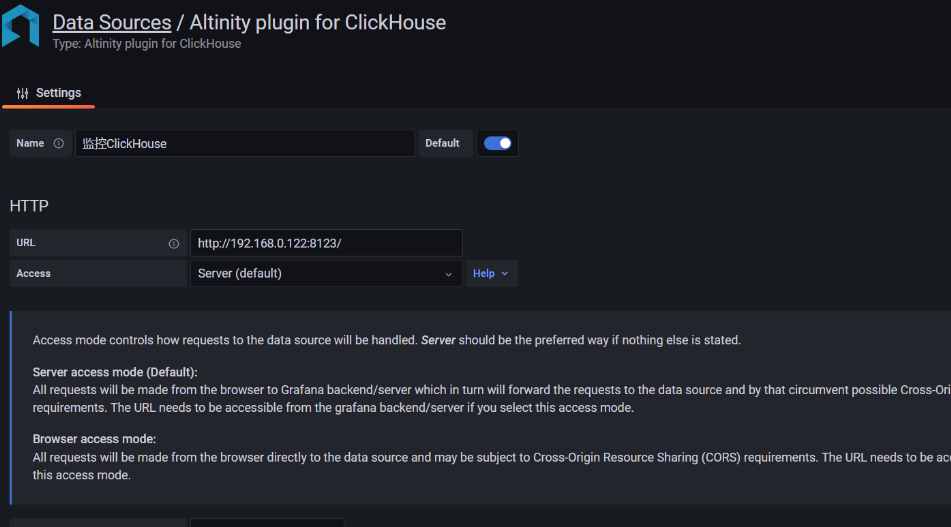 Data Sources / Altinity plugin for ClickHouse
Type: Altinity plugin for ClickHouse
Settings
Name 监控ClickHouse Default
HTTP
URL http://192.168.0.122:8123/
Access Server (default) Help
Access mode controls how requests to the data source will be handled. Server should be the preferred way if nothing else is stated.
Server access mode (Default):
All requests will be made from the browser to Grafana backend/server which in turn will forward the requests to the data source and by that circumvent possible Cross-Ori
requirements. The URL needs to be accessible from the grafana backend/server if you select this access mode.
Browser access mode:
All requests will be made from the browser directly to the data source and may be subject to Cross-Origin Resource Sharing (CORS) requirements. The URL needs to be acc
this access mode.